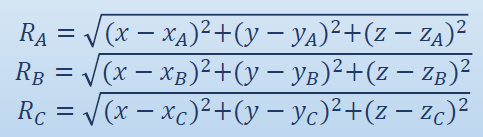 R_A = √((x − x_A)²+(y − y_A)²+(z − z_A)²)
R_B = √((x − x_B)²+(y − y_B)²+(z − z_B)²)
R_C = √((x − x_C)²+(y − y_C)²+(z − z_C)²)